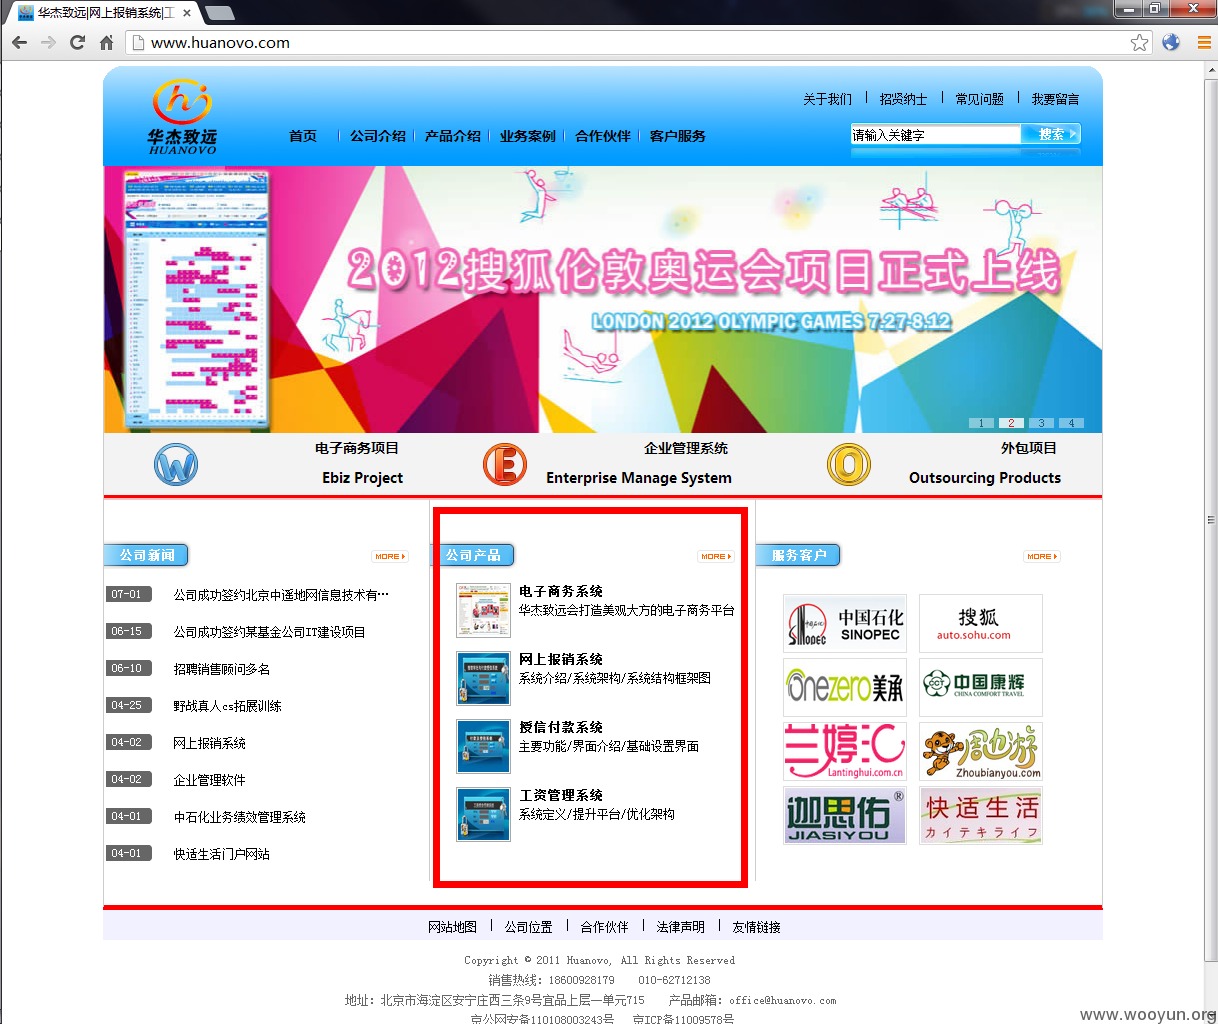 华杰致远|网上报销系统|工
www.huanovo.com
关于我们 招贤纳士 常见问题 我要留言
华杰致远
HUANOVO
首页 公司介绍 产品介绍 业务案例 合作伙伴 客户服务
请输入关键字 搜索
2012搜狐伦敦奥运会项目正式上线
LONDON 2012 OLYMPIC GAMES 7.27-8.12
1 2 3 4
W 电子商务项目
Ebiz Project
E 企业管理系统
Enterprise Manage System
O 外包项目
Outsourcing Products
公司新闻 MORE
07-01 公司成功签约北京中遥地网信息技术有…
06-15 公司成功签约某基金公司IT建设项目
06-10 招聘销售顾问多名
04-25 野战真人cs拓展训练
04-02 网上报销系统
04-02 企业管理软件
04-01 中石化业务绩效管理系统
04-01 快适生活门户网站
公司产品 MORE
电子商务系统
华杰致远会打造美观大方的电子商务平台
网上报销系统
系统介绍/系统架构/系统结构框架图
授信付款系统
主要功能/界面介绍/基础设置界面
工资管理系统
系统定义/提升平台/优化架构
服务客户 MORE
中国石化
SINOPEC
搜狐
auto.sohu.com
Onezero美承
中国康辉
CHINA COMFORT TRAVEL
兰婷汇
Lantinghui.com.cn
周边游
Zhoubianyou.com
迦思佑®
JIASIYOU
快适生活
カイテキライフ
网站地图 公司位置 合作伙伴 法律声明 友情链接
Copyright © 2011 Huanovo, All Rights Reserved
销售热线：18600928179 010-62712138
地址：北京市海淀区安宁庄西三条9号宜品上层一单元715 产品邮箱：office@huanovo.com
京公网安备110108003243号 京ICP备11009578号
www.wooyun.org